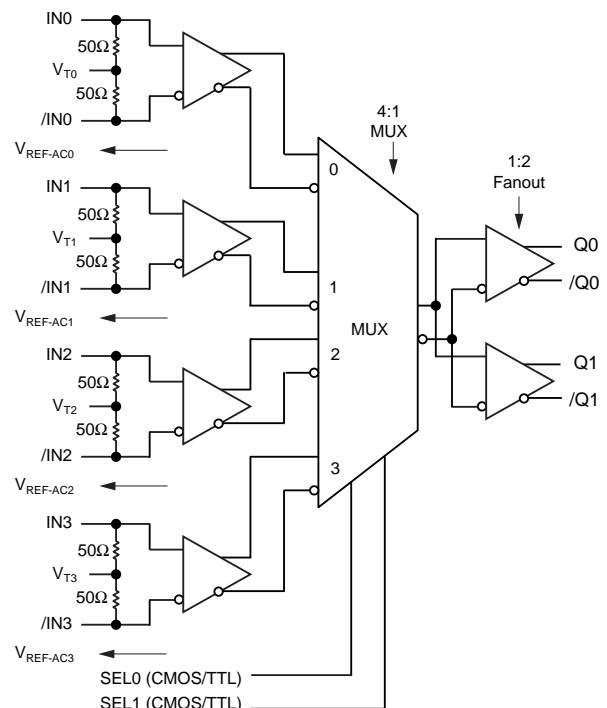 IN0
50Ω
VT0
50Ω
/IN0
VREF-AC0
IN1
50Ω
VT1
50Ω
/IN1
VREF-AC1
IN2
50Ω
VT2
50Ω
/IN2
VREF-AC2
IN3
50Ω
VT3
50Ω
/IN3
VREF-AC3
SEL0 (CMOS/TTL)
SEL1 (CMOS/TTL)
4:1
MUX
0
1
MUX
2
3
1:2
Fanout
Q0
/Q0
Q1
/Q1